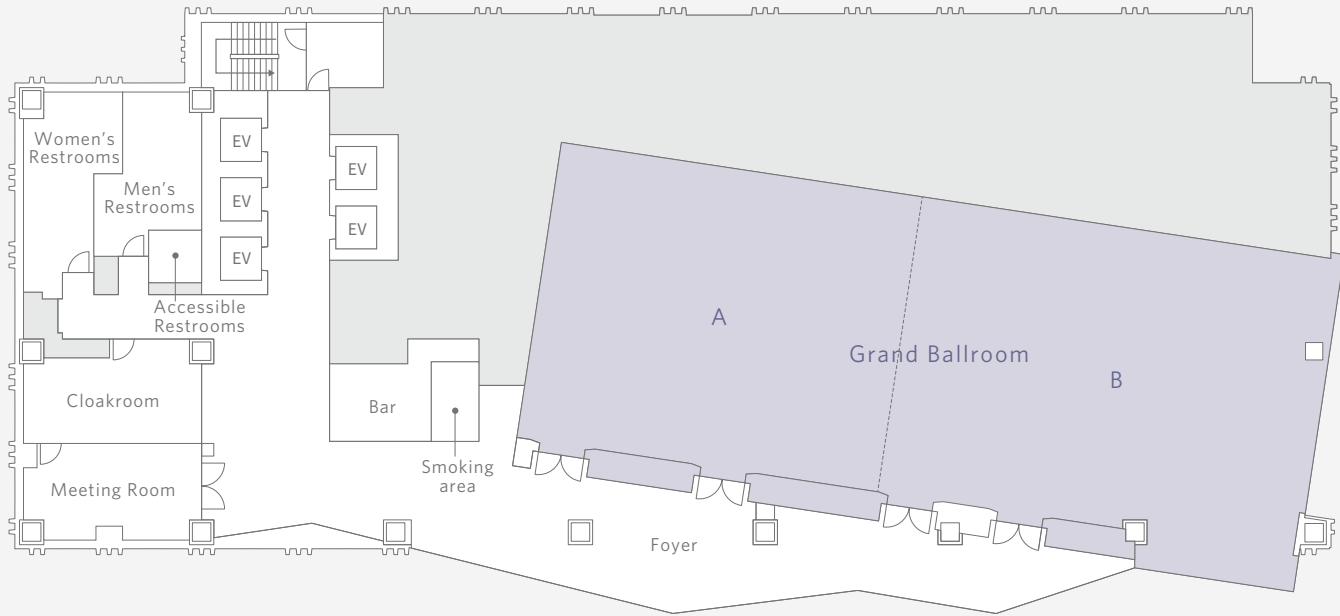 Women's
Restrooms
Men's
Restrooms
EV
EV
EV
EV
EV
Accessible
Restrooms
A
Grand Ballroom
B
Cloakroom
Bar
Smoking
area
Meeting Room
Foyer